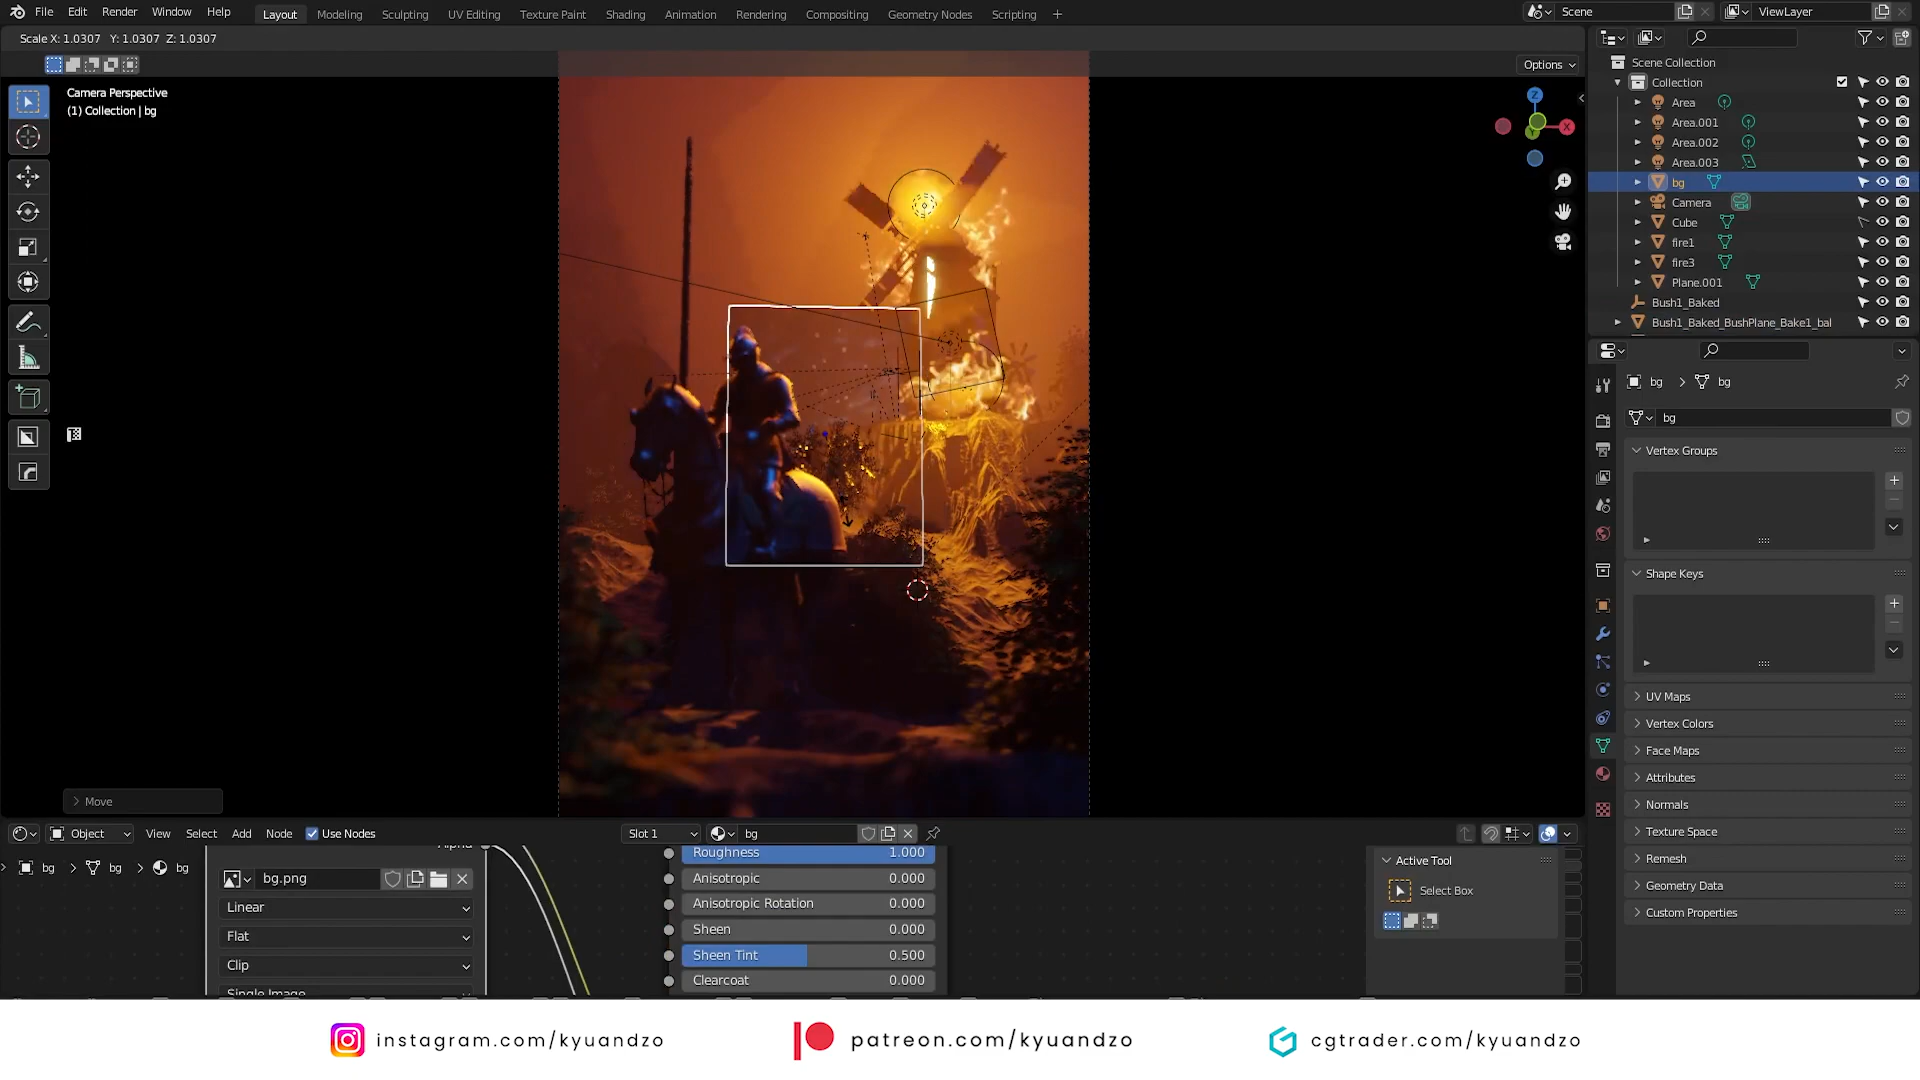 File Edit Render Window Help Layout Modeling Sculpting UV Editing Texture Paint Shading Animation Rendering Compositing Geometry Nodes Scripting + Scene ViewLayer
Scale X: 1.0307 Y: 1.0307 Z: 1.0307
Options
Camera Perspective
(1) Collection | bg
Z
X
Move
Scene Collection
Collection
Area
Area.001
Area.002
Area.003
bg
Camera
Cube
fire1
fire3
Plane.001
Bush1_Baked
Bush1_Baked_BushPlane_Bake1_bal
bg > bg
bg
Vertex Groups
Shape Keys
UV Maps
Vertex Colors
Face Maps
Attributes
Normals
Texture Space
Remesh
Geometry Data
Custom Properties
Object View Select Add Node Use Nodes Slot 1 bg
bg > bg > bg
Alpha
bg.png
Linear
Flat
Clip
Single Image
Roughness 1.000
Anisotropic 0.000
Anisotropic Rotation 0.000
Sheen 0.000
Sheen Tint 0.500
Clearcoat 0.000
Active Tool
Select Box
instagram.com/kyuandzo patreon.com/kyuandzo cgtrader.com/kyuandzo